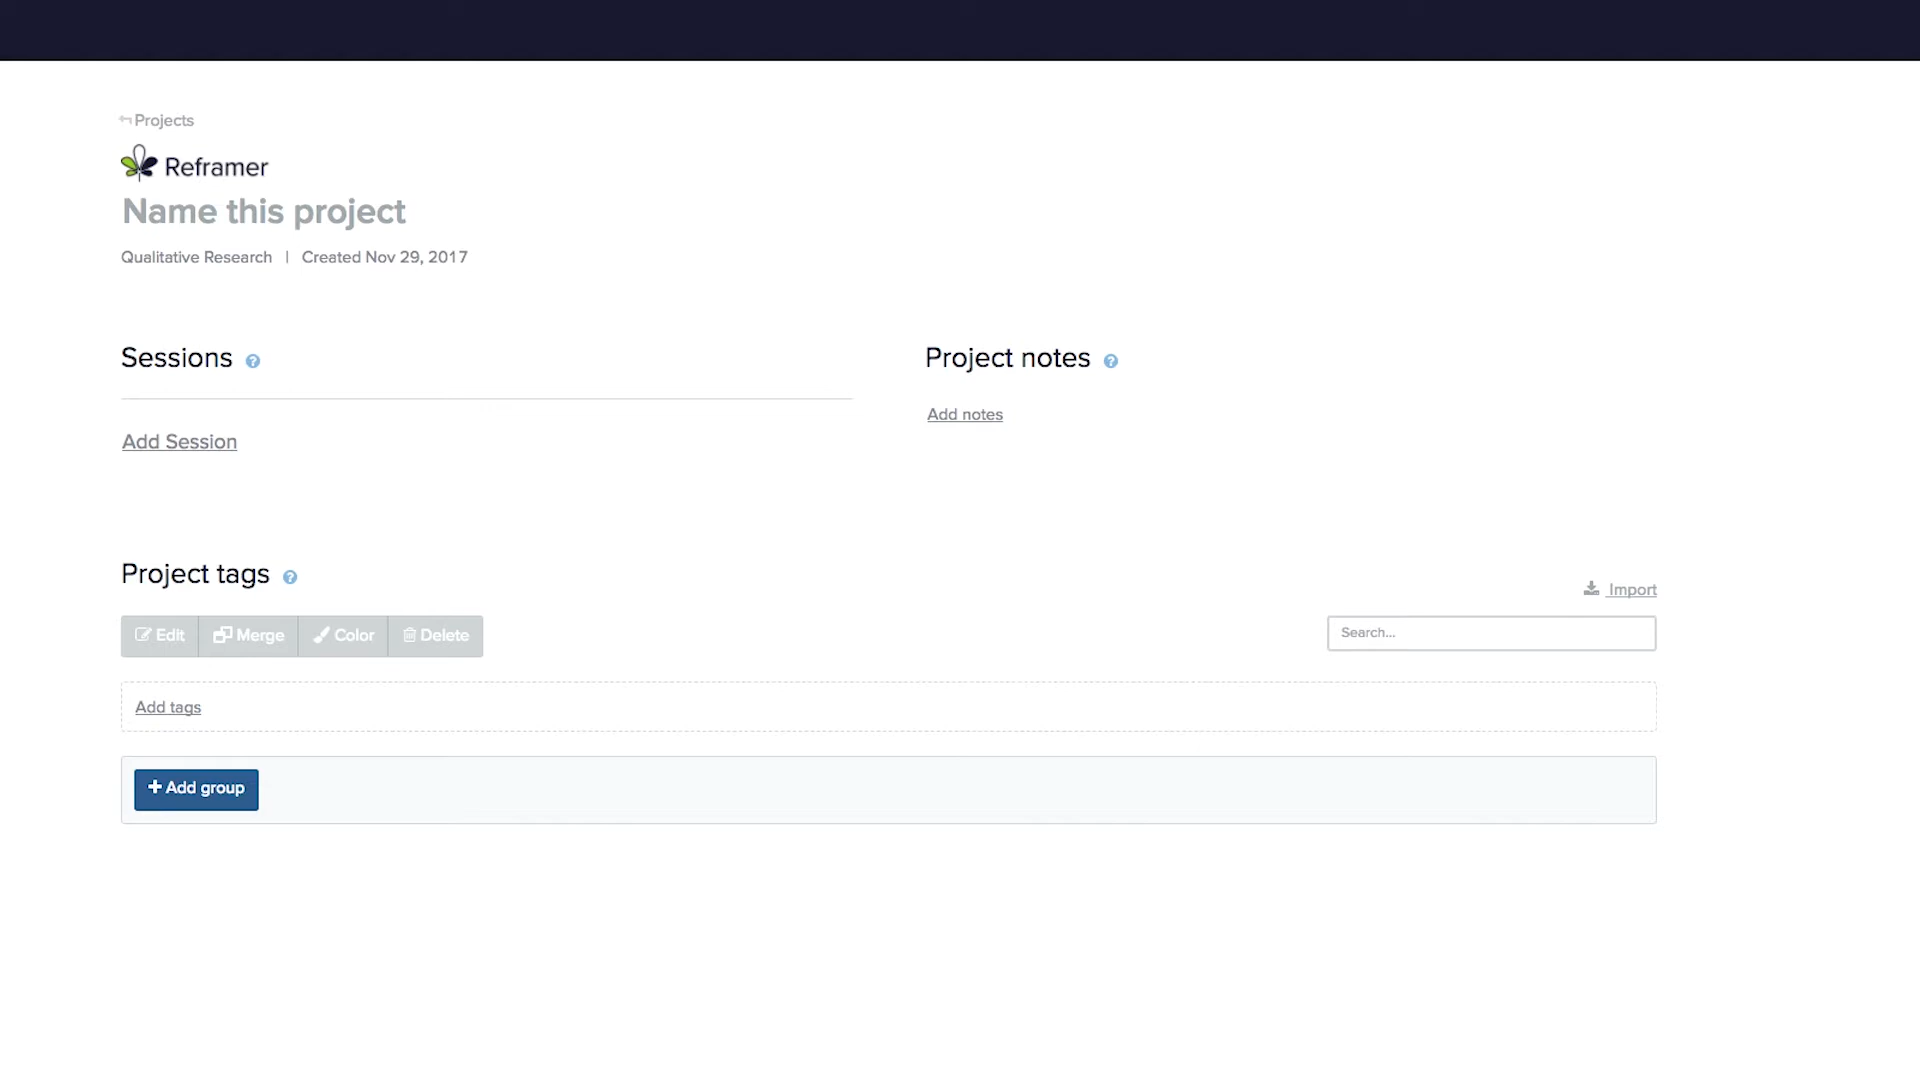 Projects
Reframer
Name this project
Qualitative Research | Created Nov 29, 2017
Sessions ?
Project notes ?
Add notes
Add Session
Project tags ?
Import
Edit Merge Color Delete
Search...
Add tags
+ Add group